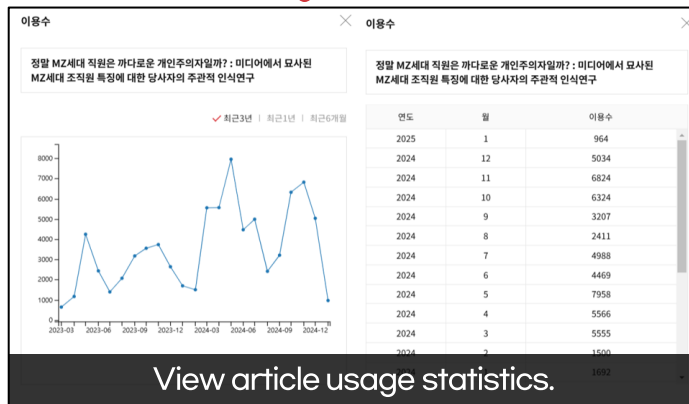 이용수
정말 MZ세대 직원은 까다로운 개인주의자일까? : 미디어에서 묘사된
MZ세대 조직원 특징에 대한 당사자의 주관적 인식연구
최근3년 | 최근1년 | 최근6개월
8000
7000
6000
5000
4000
3000
2000
1000
0
2023-03 2023-06 2023-09 2023-12 2024-03 2024-06 2024-09 2024-12
이용수
정말 MZ세대 직원은 까다로운 개인주의자일까? : 미디어에서 묘사된
MZ세대 조직원 특징에 대한 당사자의 주관적 인식연구
연도 월 이용수
2025 1 964
2024 12 5034
2024 11 6824
2024 10 6324
2024 9 3207
2024 8 2411
2024 7 4988
2024 6 4469
2024 5 7958
2024 4 5566
2024 3 5555
2024 2 1500
2024 1 1692
View article usage statistics.